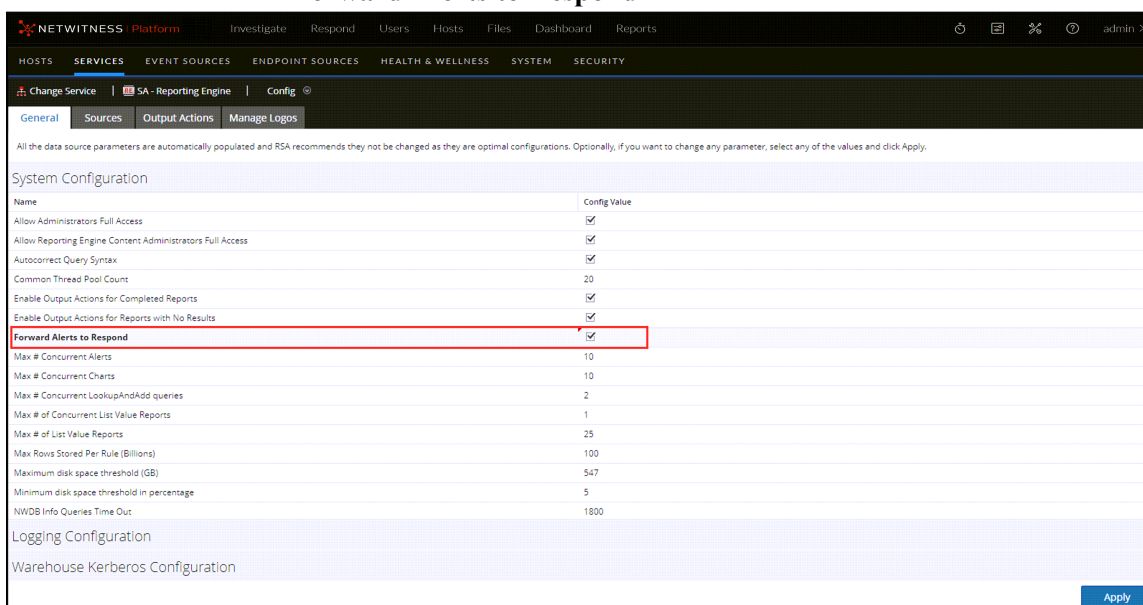 NETWITNESS Platform Investigate Respond Users Hosts Files Dashboard Reports admin
HOSTS SERVICES EVENT SOURCES ENDPOINT SOURCES HEALTH & WELLNESS SYSTEM SECURITY
Change Service | RE SA - Reporting Engine | Config
General Sources Output Actions Manage Logos
All the data source parameters are automatically populated and RSA recommends they not be changed as they are optimal configurations. Optionally, if you want to change any parameter, select any of the values and click Apply.
System Configuration
Name Config Value
Allow Administrators Full Access
Allow Reporting Engine Content Administrators Full Access
Autocorrect Query Syntax
Common Thread Pool Count 20
Enable Output Actions for Completed Reports
Enable Output Actions for Reports with No Results
Forward Alerts to Respond
Max # Concurrent Alerts 10
Max # Concurrent Charts 10
Max # Concurrent LookupAndAdd queries 2
Max # of Concurrent List Value Reports 1
Max # of List Value Reports 25
Max Rows Stored Per Rule (Billions) 100
Maximum disk space threshold (GB) 547
Minimum disk space threshold in percentage 5
NWDB Info Queries Time Out 1800
Logging Configuration
Warehouse Kerberos Configuration
Apply